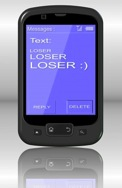 Messages
Text:
LOSER
LOSER
LOSER :)
REPLY
DELETE